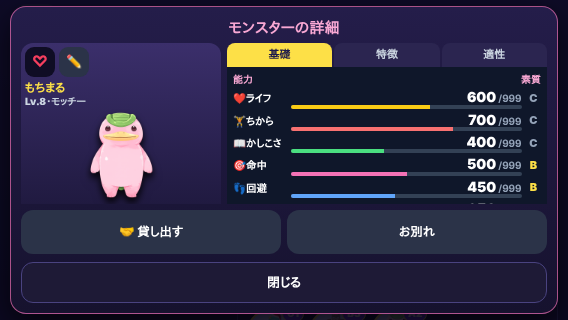 モンスターの詳細
もちまる
Lv.8・モッチー
基礎
特徴
適性
能力
素質
ライフ
600/999
C
ちから
700/999
C
かしこさ
400/999
C
命中
500/999
B
回避
450/999
B
貸し出す
お別れ
閉じる